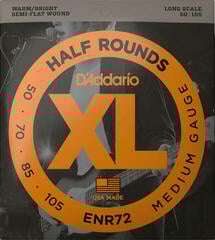 WARM/BRIGHT
SEMI-FLAT WOUND
LONG SCALE
50 : 105
HALF ROUNDS
D'Addario
XL
50 · 70 · 85 · 105
MEDIUM GAUGE
USA MADE
ENR72